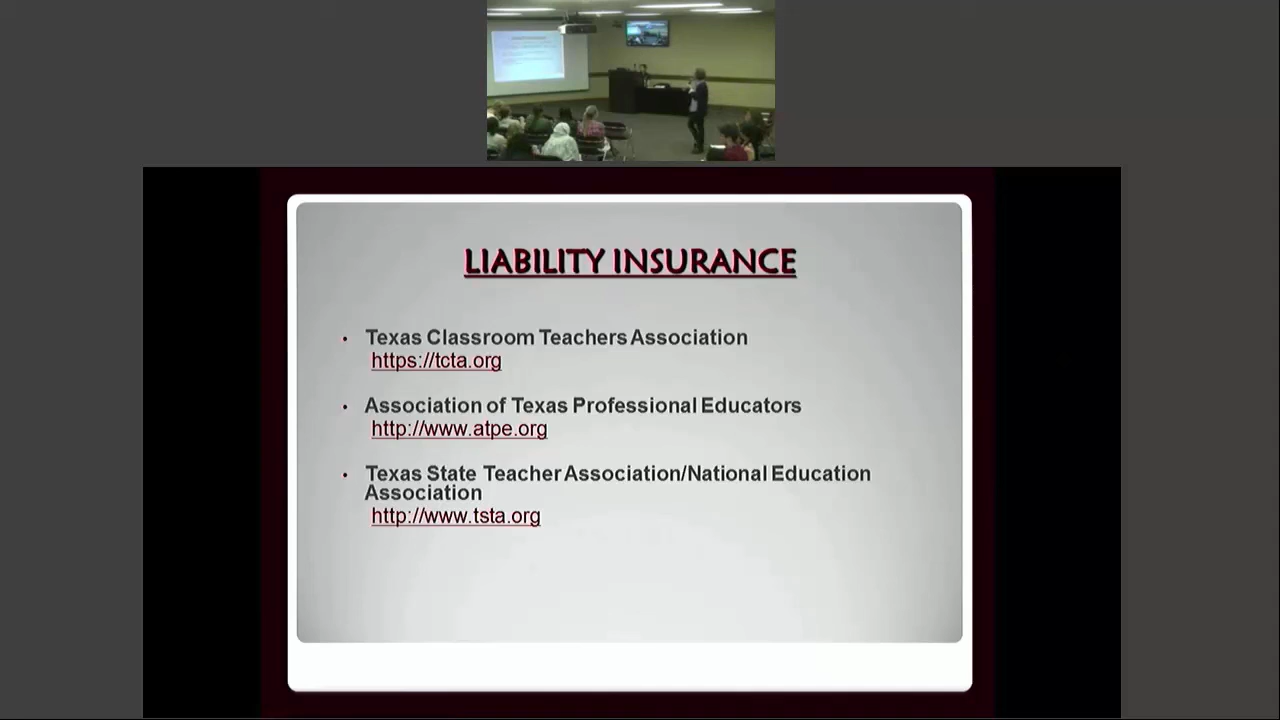 LIABILITY INSURANCE
• Texas Classroom Teachers Association
https://tcta.org
• Association of Texas Professional Educators
http://www.atpe.org
• Texas State Teacher Association/National Education
Association
http://www.tsta.org